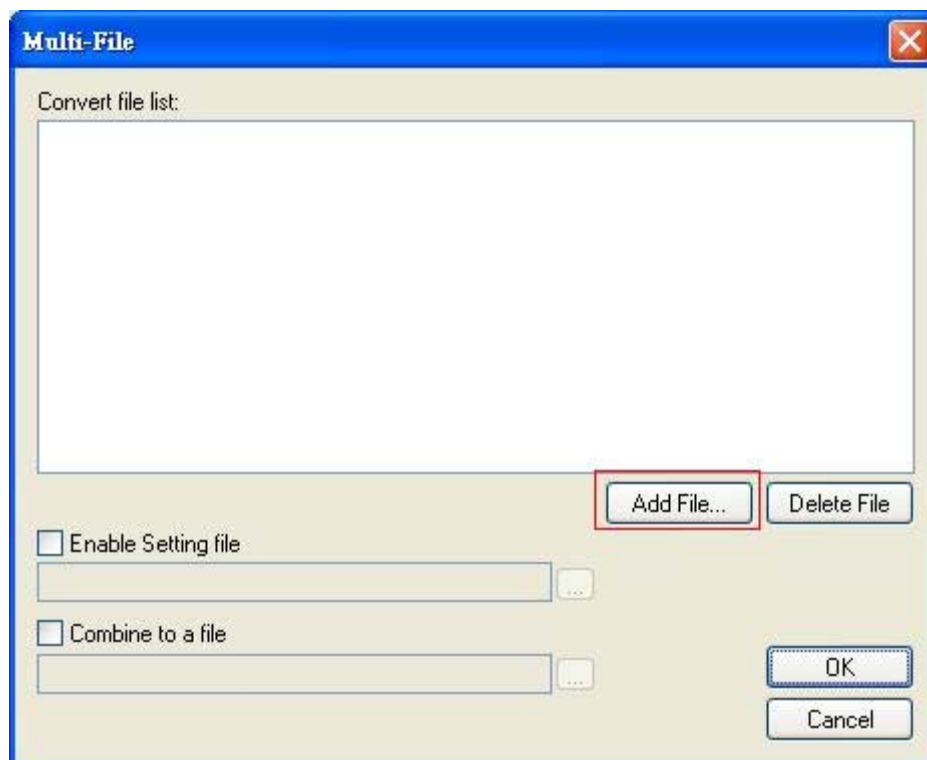 Multi-File
Convert file list:
Add File... Delete File
Enable Setting file
...
Combine to a file
...
OK
Cancel